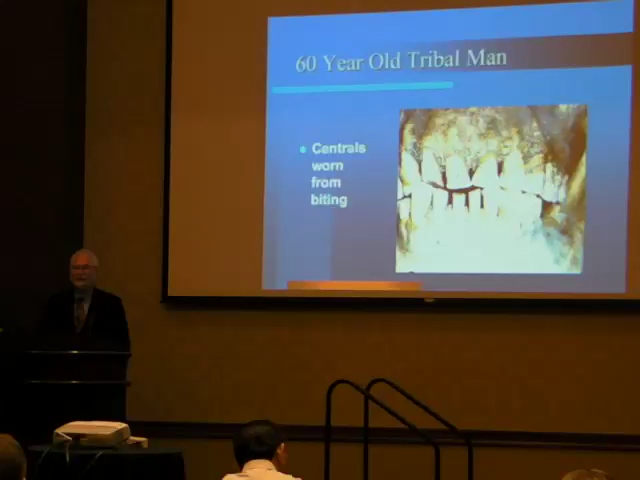 60 Year Old Tribal Man
Centrals
worn
from
biting